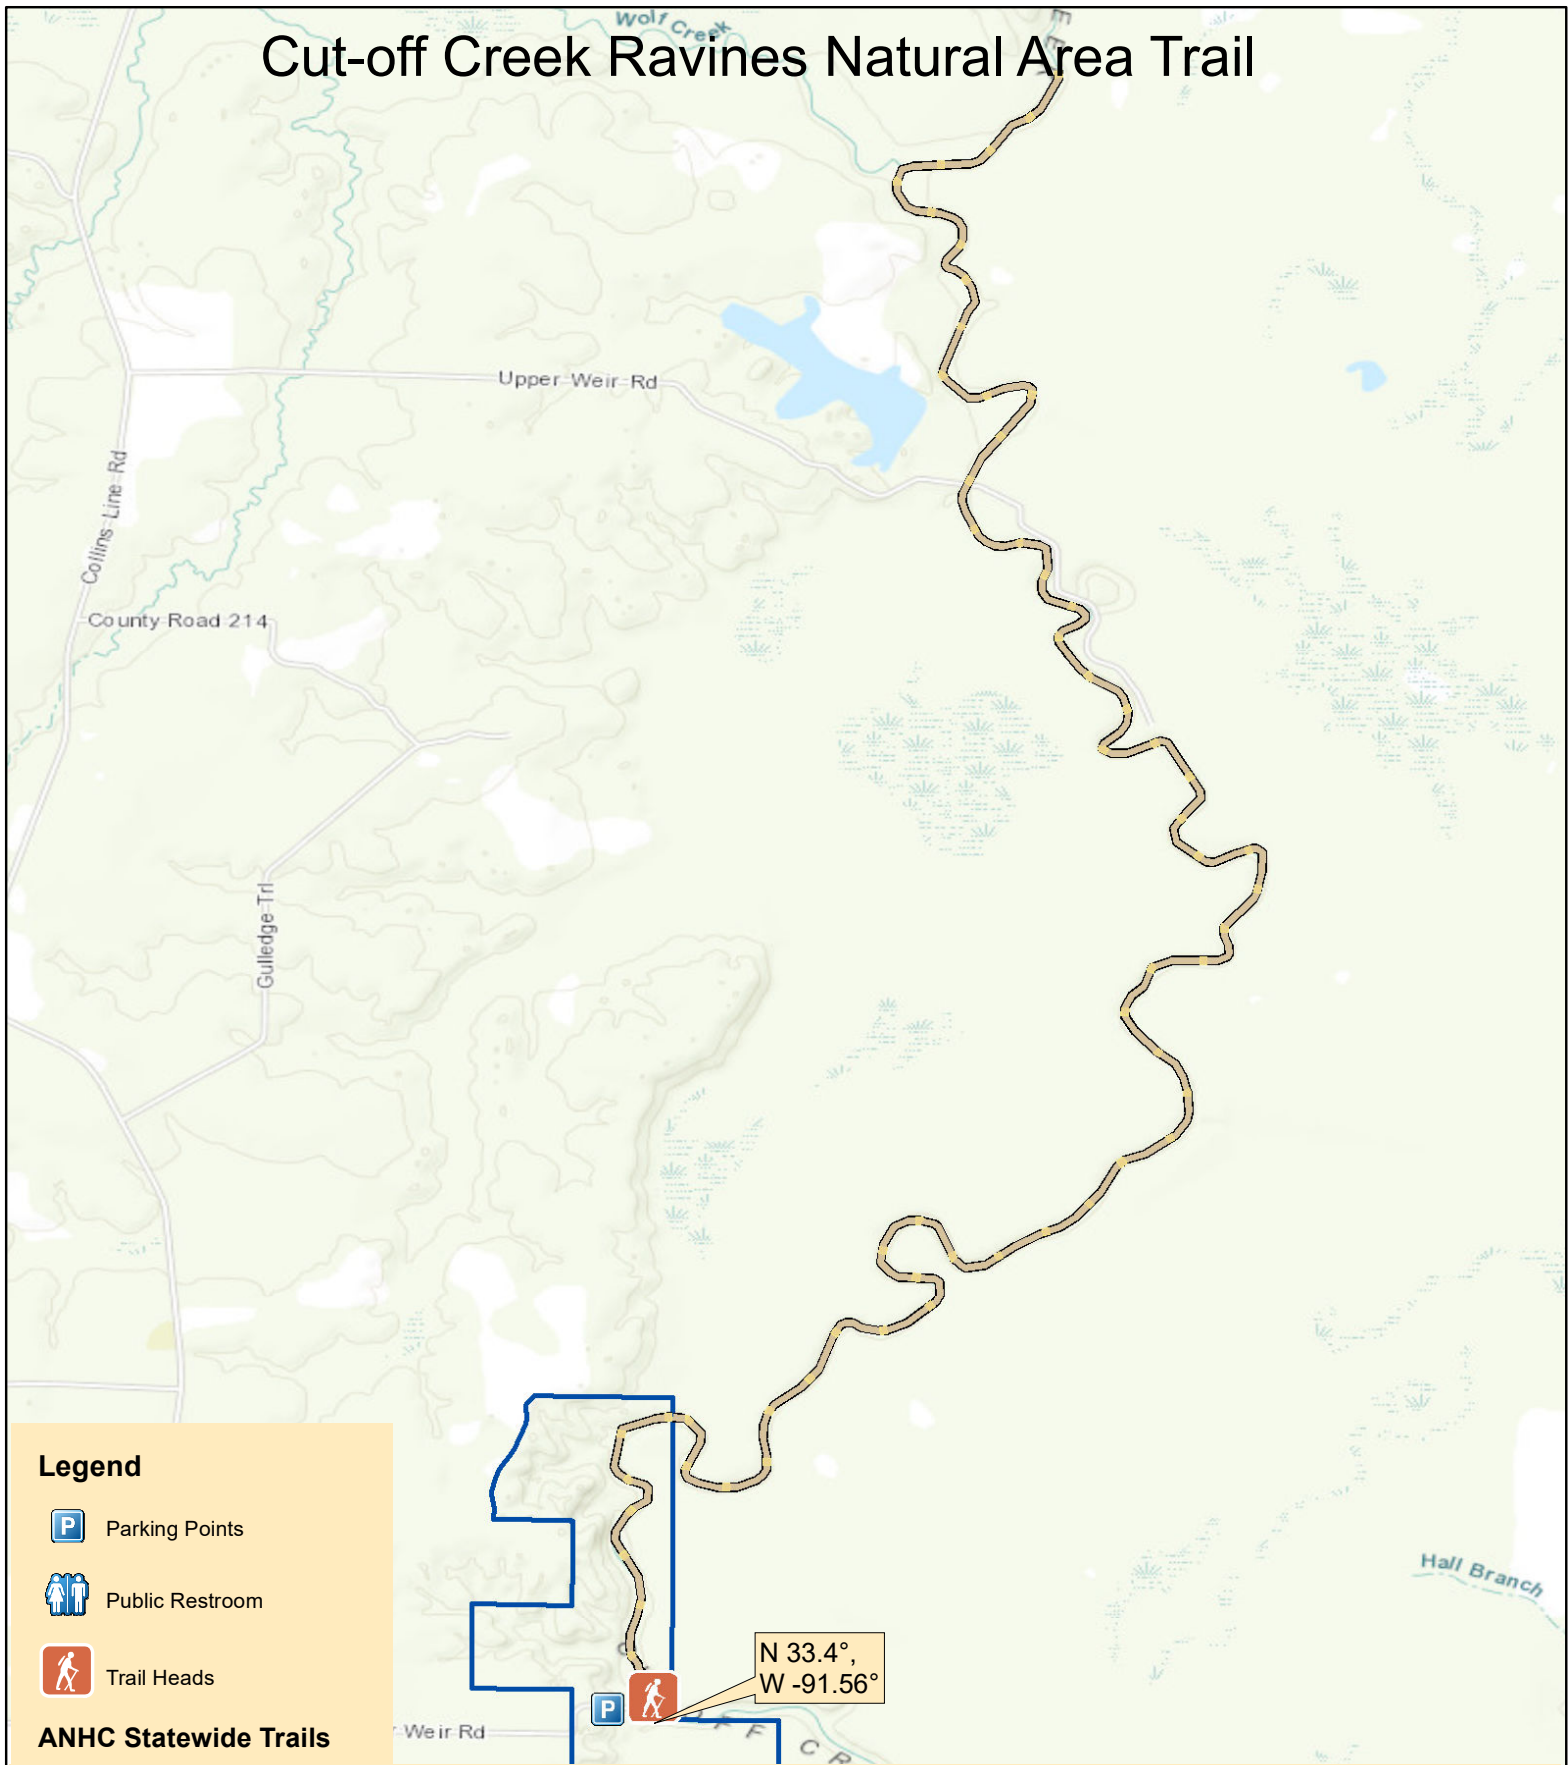 Wolf Creek
Cut-off Creek Ravines Natural Area Trail
Upper Weir Rd
Collins Line Rd
County Road 214
Gulledge Trl
Legend
P Parking Points
Public Restroom
Trail Heads
ANHC Statewide Trails
Hall Branch
N 33.4°,
W -91.56°
P
Weir Rd
OFF CR